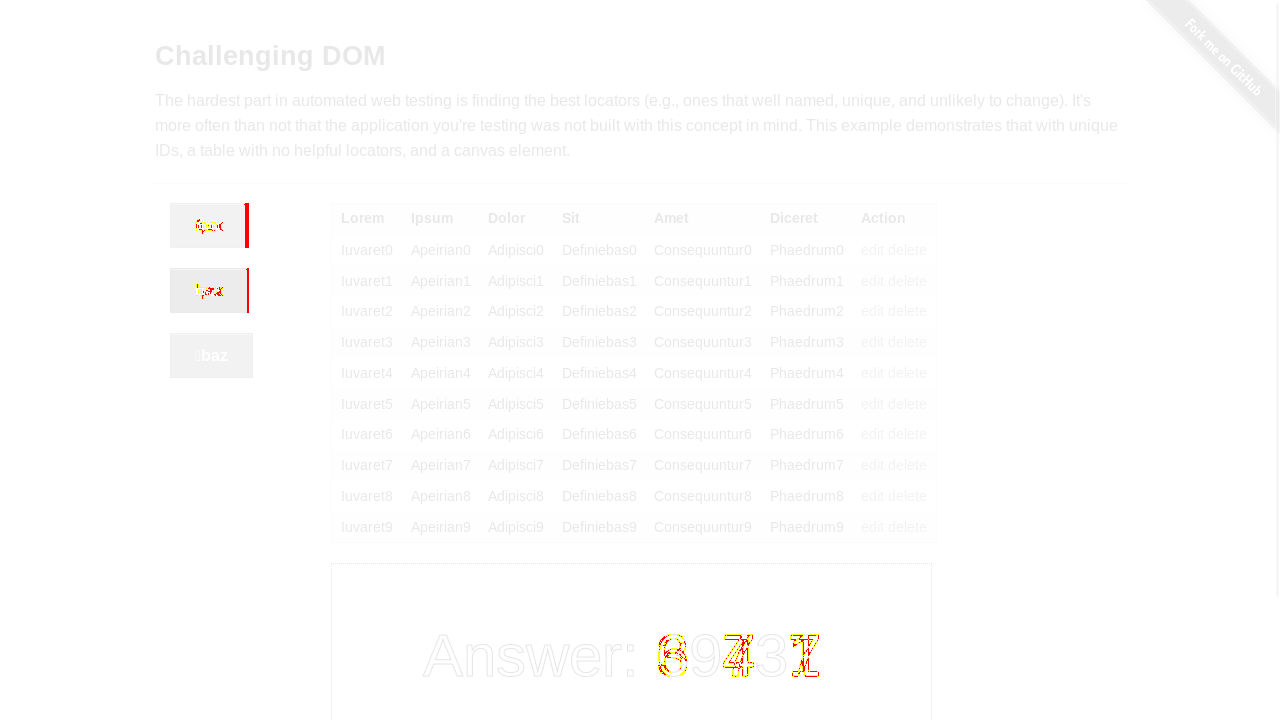 Fork me on GitHub
Challenging DOM
The hardest part in automated web testing is finding the best locators (e.g., ones that well named, unique, and unlikely to change). It's
more often than not that the application you're testing was not built with this concept in mind. This example demonstrates that with unique
IDs, a table with no helpful locators, and a canvas element.
baz
Lorem Ipsum Dolor Sit Amet Diceret Action
Iuvaret0 Apeirian0 Adipisci0 Definiebas0 Consequuntur0 Phaedrum0 edit delete
Iuvaret1 Apeirian1 Adipisci1 Definiebas1 Consequuntur1 Phaedrum1 edit delete
Iuvaret2 Apeirian2 Adipisci2 Definiebas2 Consequuntur2 Phaedrum2 edit delete
Iuvaret3 Apeirian3 Adipisci3 Definiebas3 Consequuntur3 Phaedrum3 edit delete
Iuvaret4 Apeirian4 Adipisci4 Definiebas4 Consequuntur4 Phaedrum4 edit delete
Iuvaret5 Apeirian5 Adipisci5 Definiebas5 Consequuntur5 Phaedrum5 edit delete
Iuvaret6 Apeirian6 Adipisci6 Definiebas6 Consequuntur6 Phaedrum6 edit delete
Iuvaret7 Apeirian7 Adipisci7 Definiebas7 Consequuntur7 Phaedrum7 edit delete
Iuvaret8 Apeirian8 Adipisci8 Definiebas8 Consequuntur8 Phaedrum8 edit delete
Iuvaret9 Apeirian9 Adipisci9 Definiebas9 Consequuntur9 Phaedrum9 edit delete
Answer: